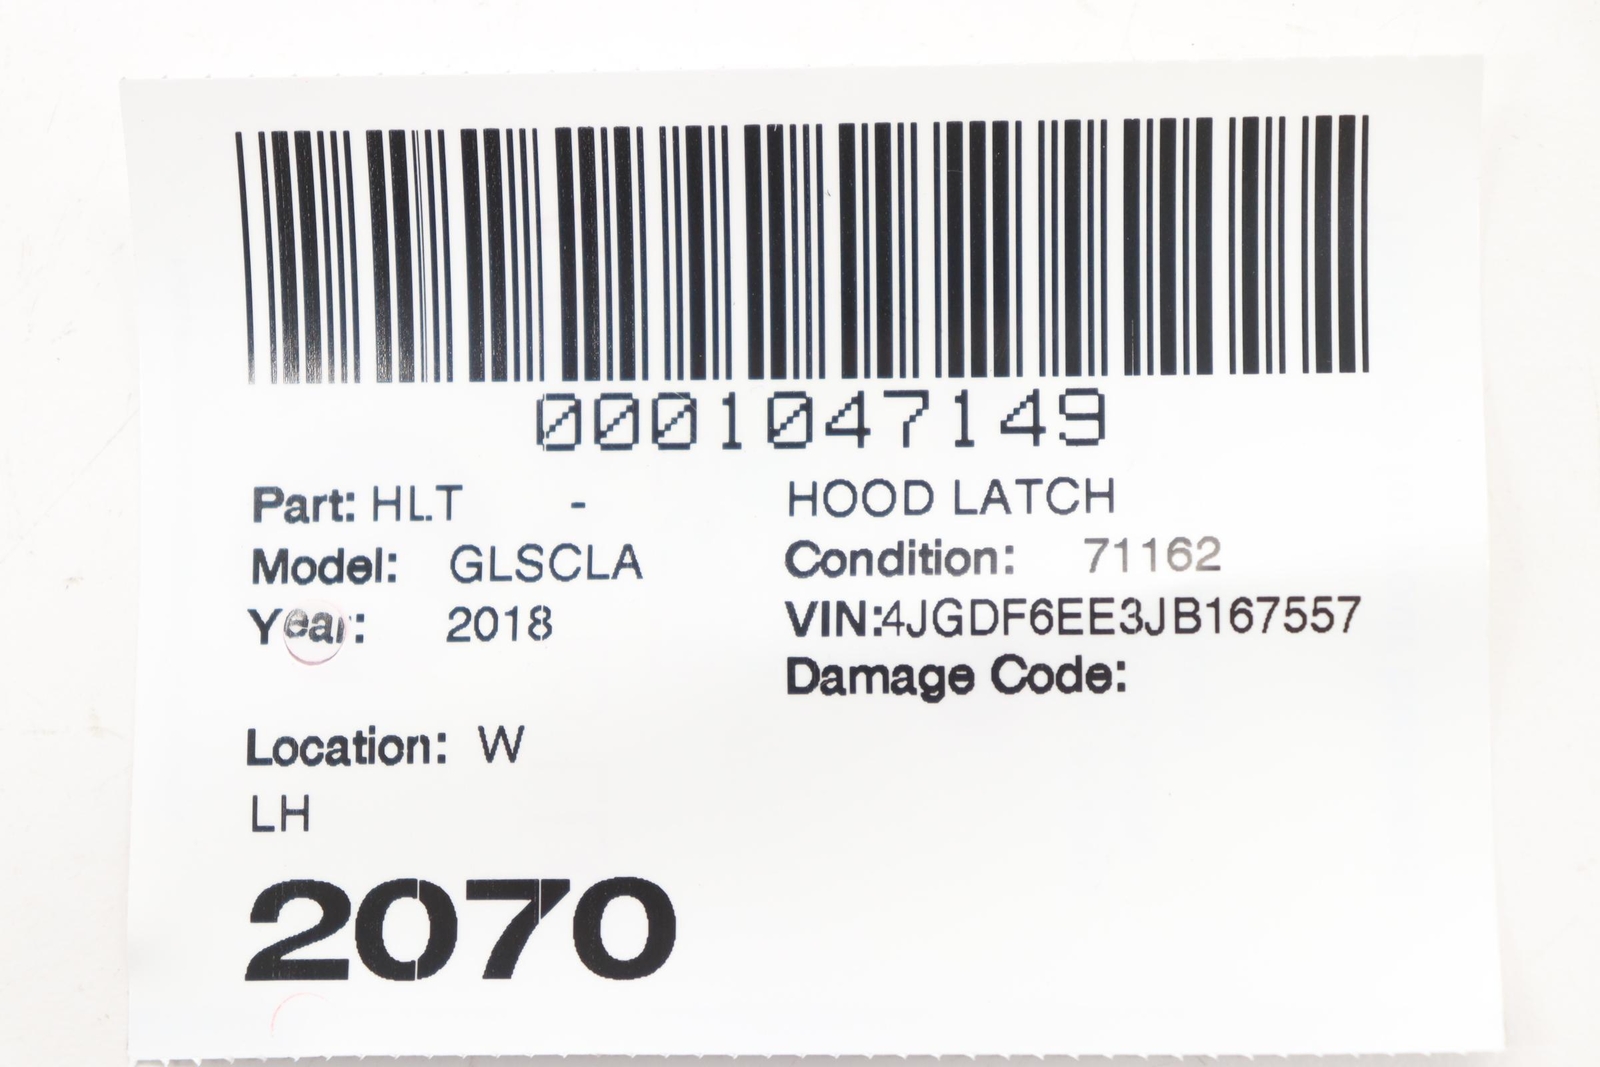 0001047149
Part: HLT - HOOD LATCH
Model: GLSCLA Condition: 71162
Year: 2018 VIN:4JGDF6EE3JB167557
Damage Code:
Location: W
LH
2070